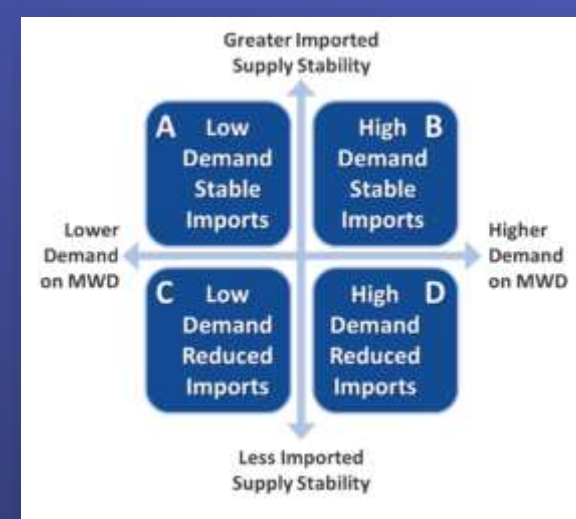 Greater Imported
Supply Stability
A Low
Demand
Stable
Imports
High B
Demand
Stable
Imports
Lower
Demand
on MWD
Higher
Demand
on MWD
C Low
Demand
Reduced
Imports
High D
Demand
Reduced
Imports
Less Imported
Supply Stability